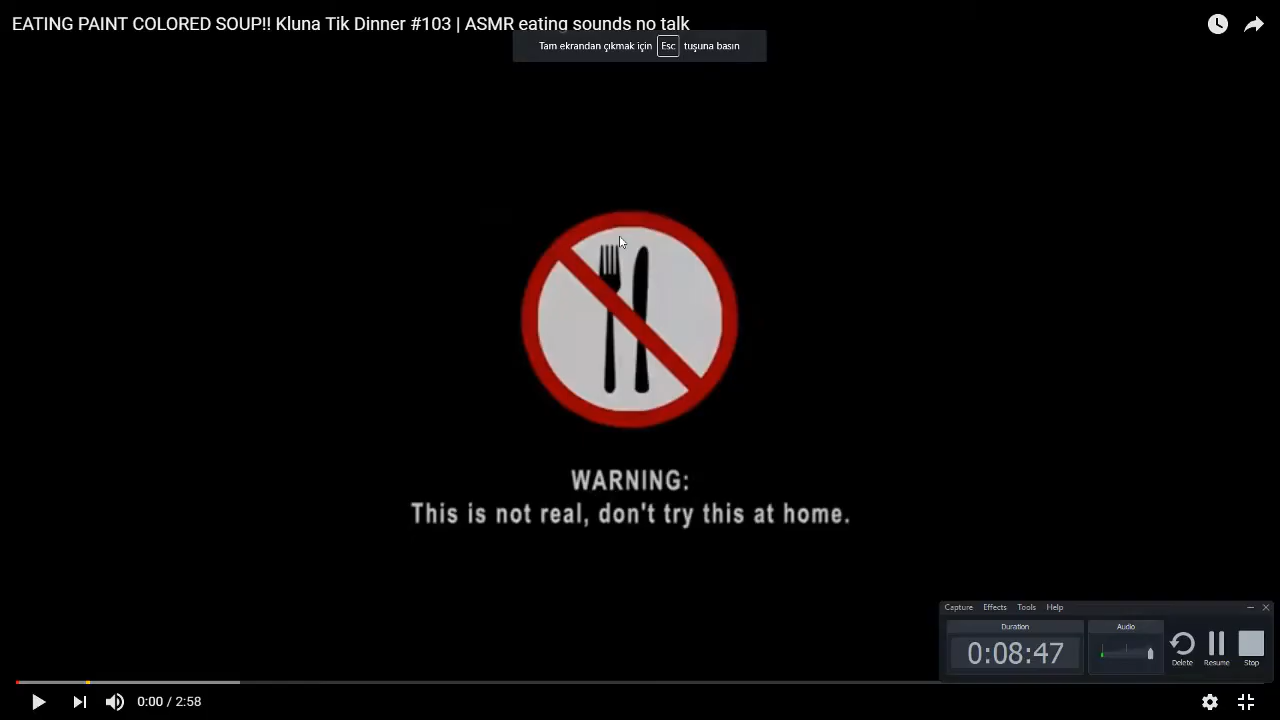 EATING PAINT COLORED SOUP!! Kluna Tik Dinner #103 | ASMR eating sounds no talk
Tam ekrandan çıkmak için Esc tuşuna basın
WARNING:
This is not real, don't try this at home.
Capture Effects Tools Help
Duration Audio
0:08:47
Delete Resume Stop
0:00 / 2:58